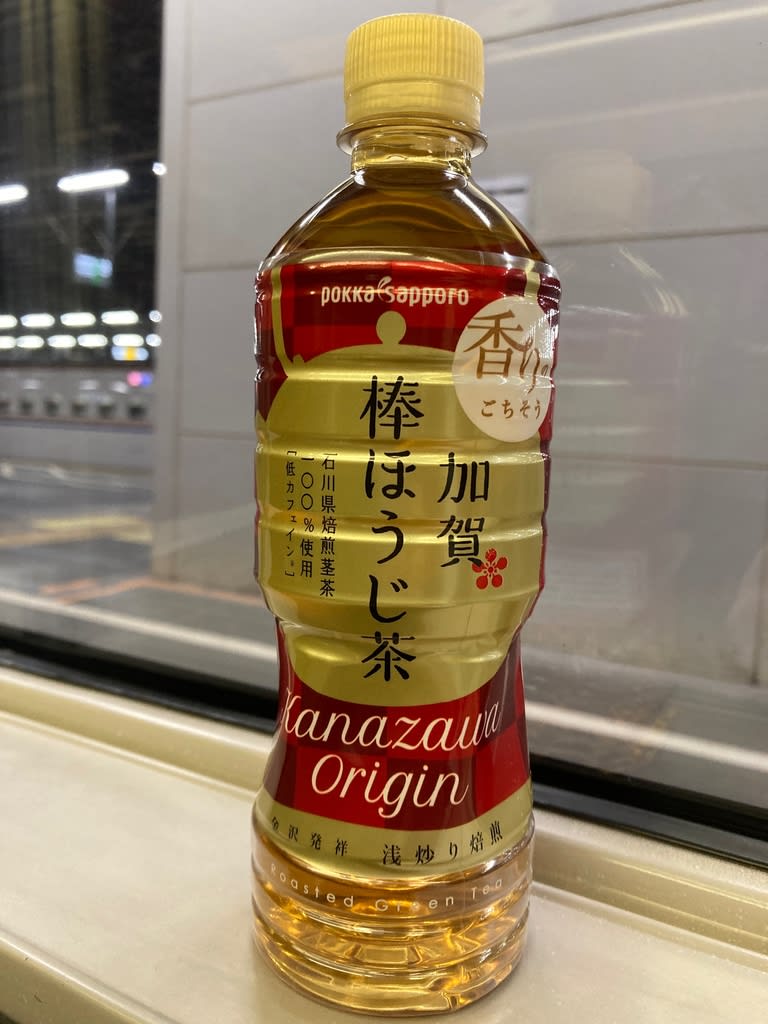 pokka sapporo
香りの
ごちそう
加賀
棒ほうじ茶
石川県焙煎茎茶
一〇〇%使用
[低カフェイン※]
Kanazawa
Origin
金沢発祥 浅炒り焙煎
Roasted Green Tea